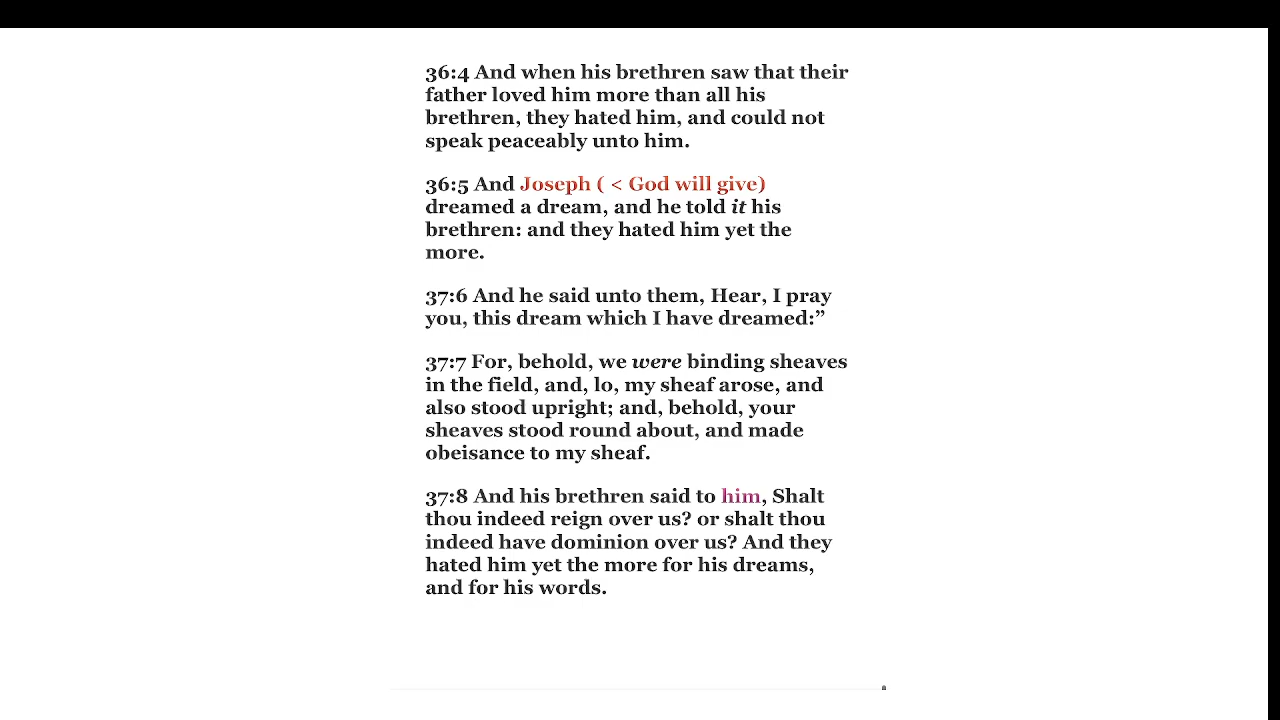 36:4 And when his brethren saw that their
father loved him more than all his
brethren, they hated him, and could not
speak peaceably unto him.
36:5 And Joseph ( < God will give)
dreamed a dream, and he told it his
brethren: and they hated him yet the
more.
37:6 And he said unto them, Hear, I pray
you, this dream which I have dreamed:”
37:7 For, behold, we were binding sheaves
in the field, and, lo, my sheaf arose, and
also stood upright; and, behold, your
sheaves stood round about, and made
obeisance to my sheaf.
37:8 And his brethren said to him, Shalt
thou indeed reign over us? or shalt thou
indeed have dominion over us? And they
hated him yet the more for his dreams,
and for his words.